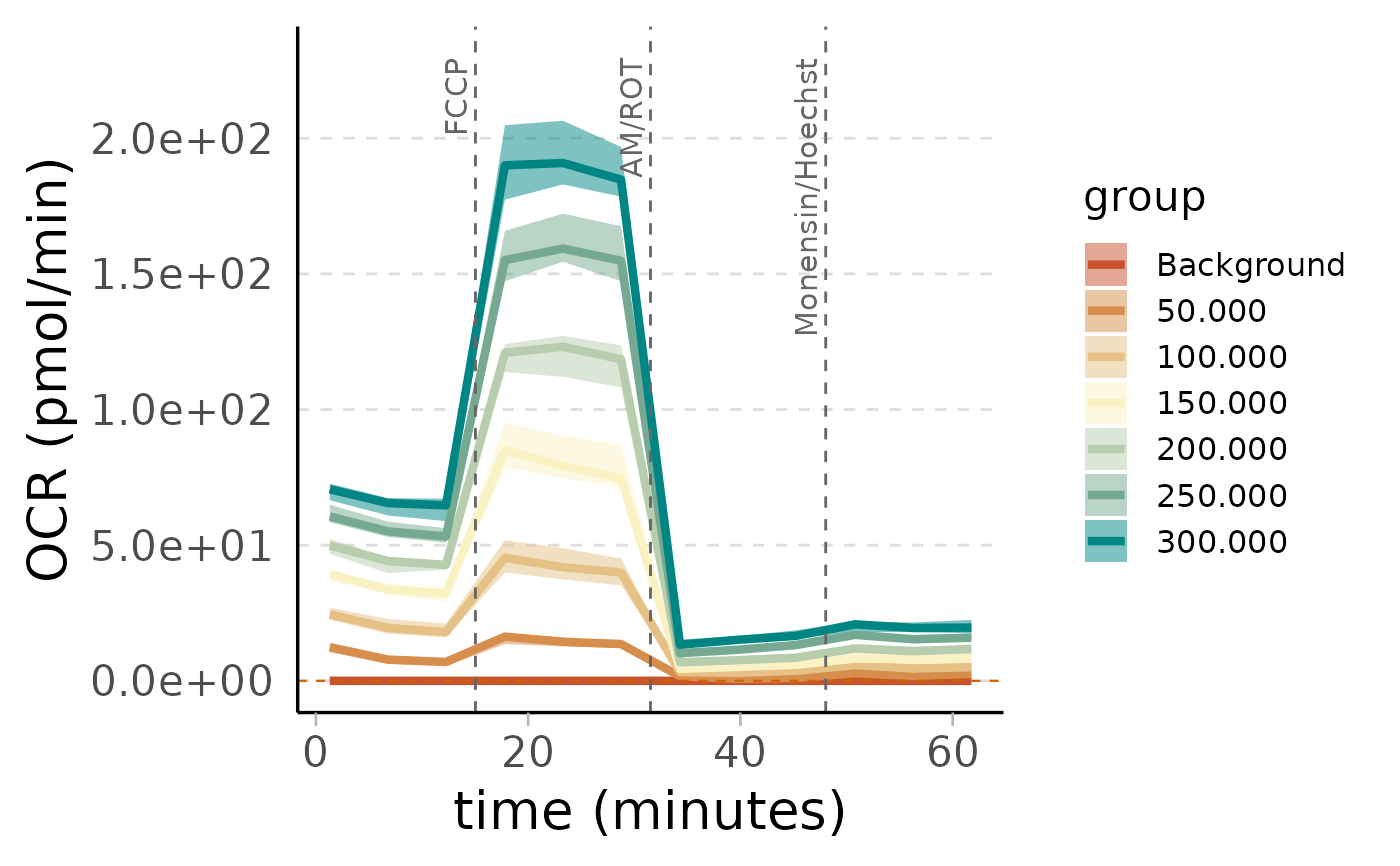 FCCP
AM/ROT
Monensin/Hoechst
OCR (pmol/min)
2.0e+02
1.5e+02
1.0e+02
5.0e+01
0.0e+00
0
20
40
60
time (minutes)
group
Background
50.000
100.000
150.000
200.000
250.000
300.000